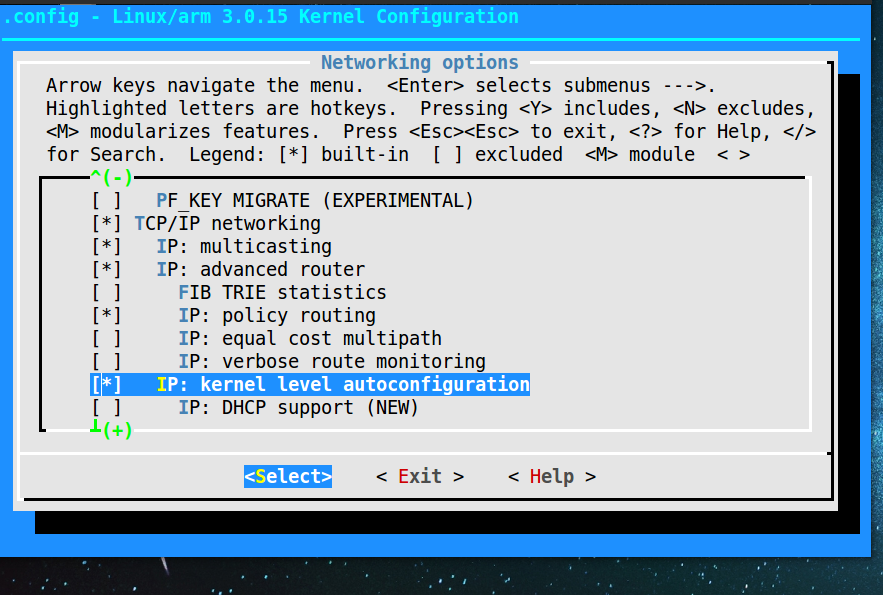 .config - Linux/arm 3.0.15 Kernel Configuration
Networking options
Arrow keys navigate the menu.  <Enter> selects submenus --->.
Highlighted letters are hotkeys.  Pressing <Y> includes, <N> excludes,
<M> modularizes features.  Press <Esc><Esc> to exit, <?> for Help, </>
for Search.  Legend: [*] built-in  [ ] excluded  <M> module  < >
^(-)
[ ]   PF_KEY MIGRATE (EXPERIMENTAL)
[*] TCP/IP networking
[*]   IP: multicasting
[*]   IP: advanced router
[ ]     FIB TRIE statistics
[*]     IP: policy routing
[ ]     IP: equal cost multipath
[ ]     IP: verbose route monitoring
[*]   IP: kernel level autoconfiguration
[ ]     IP: DHCP support (NEW)
┴(+)
<Select>    < Exit >    < Help >